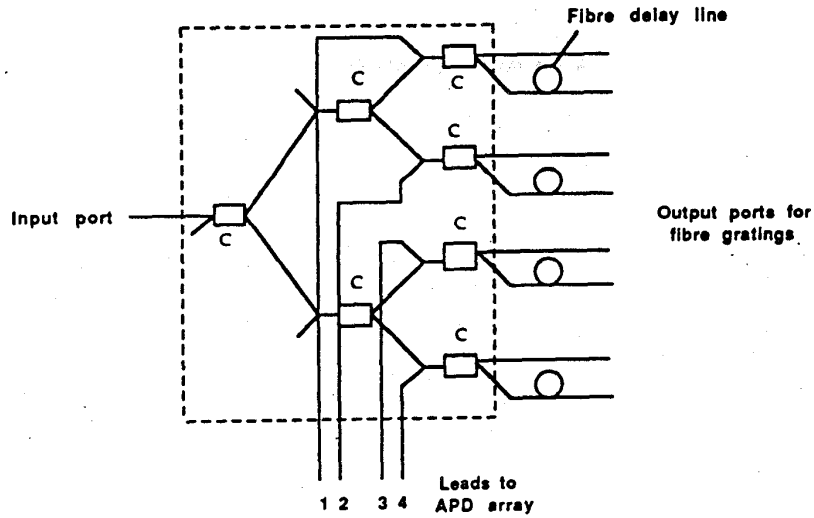 Fibre delay line
C
C
C
Input port
C
Output ports for
fibre gratings
C
C
C
1 2 3 4
Leads to
APD array